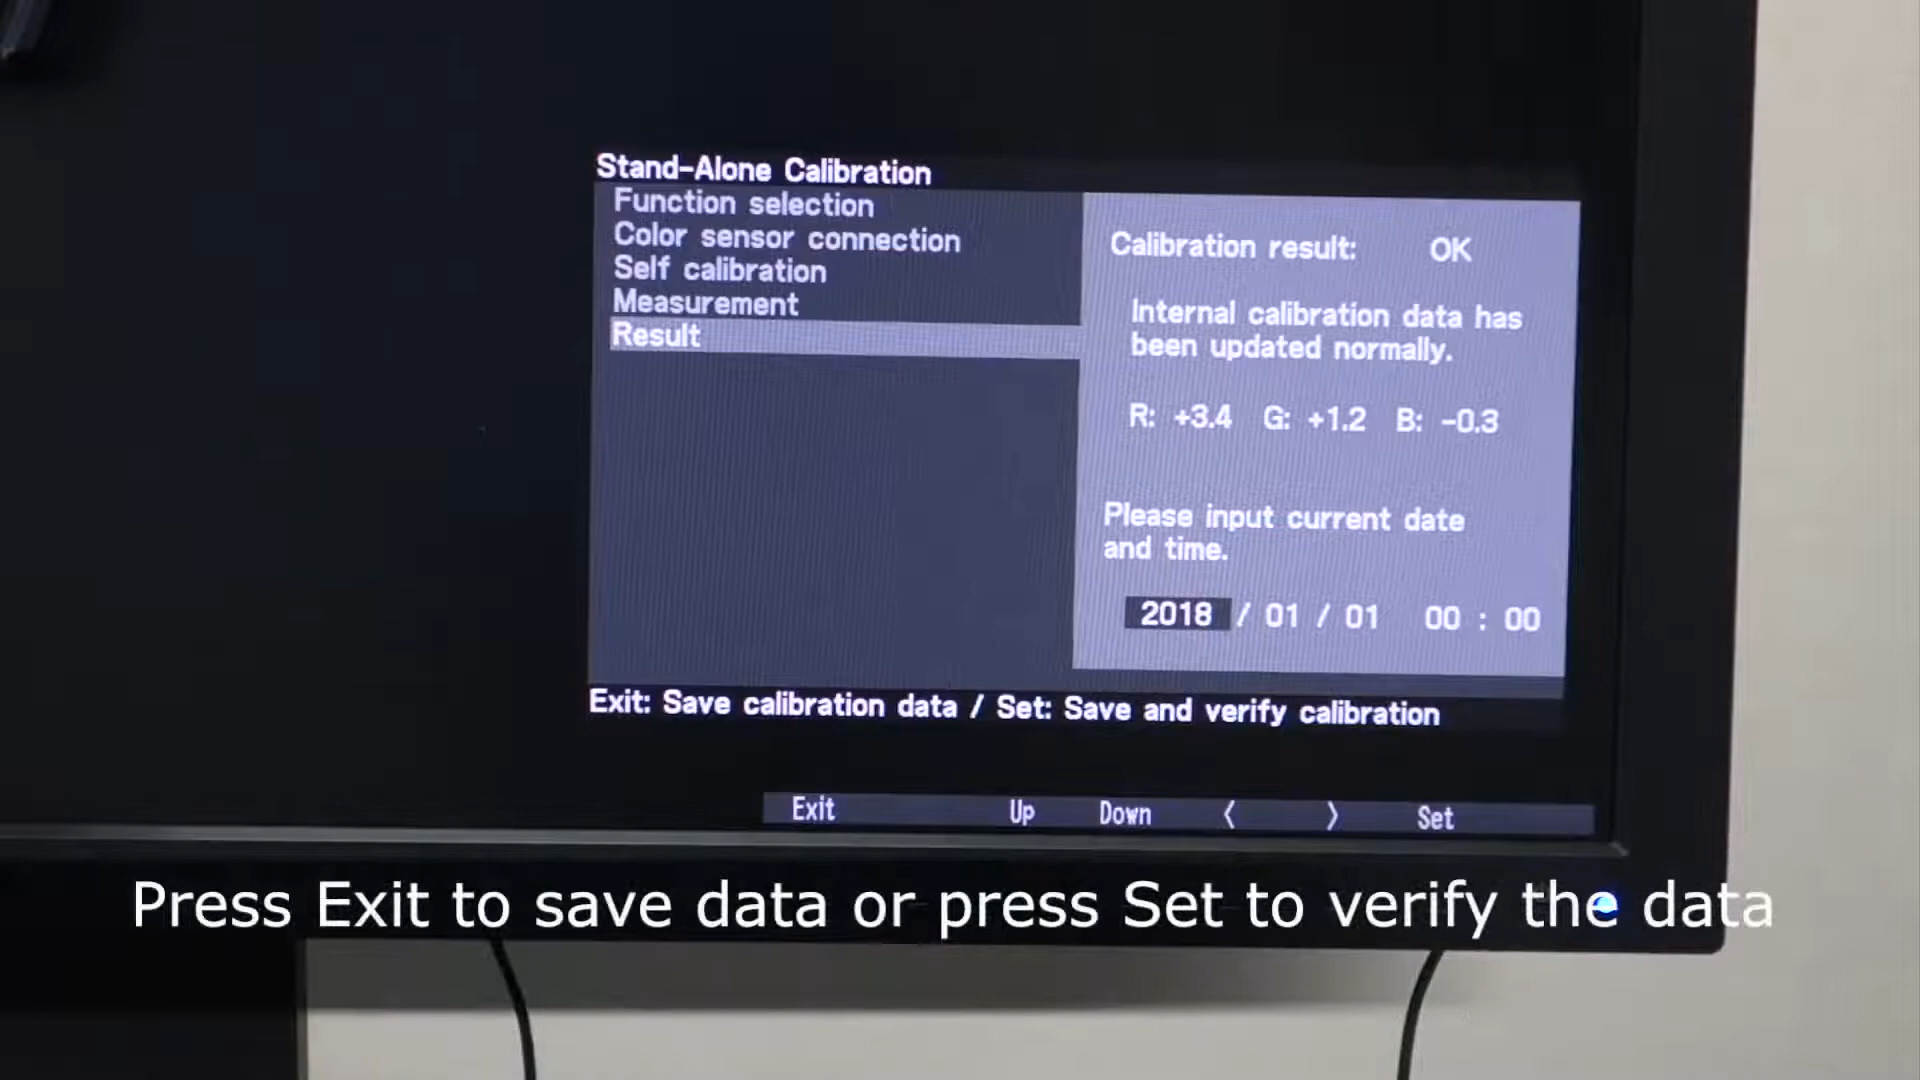 Stand-Alone Calibration
Function selection
Color sensor connection
Self calibration
Measurement
Result
Calibration result: OK
Internal calibration data has
been updated normally.
R: +3.4 G: +1.2 B: -0.3
Please input current date
and time.
2018 / 01 / 01 00 : 00
Exit: Save calibration data / Set: Save and verify calibration
Exit Up Down < > Set
Press Exit to save data or press Set to verify the data